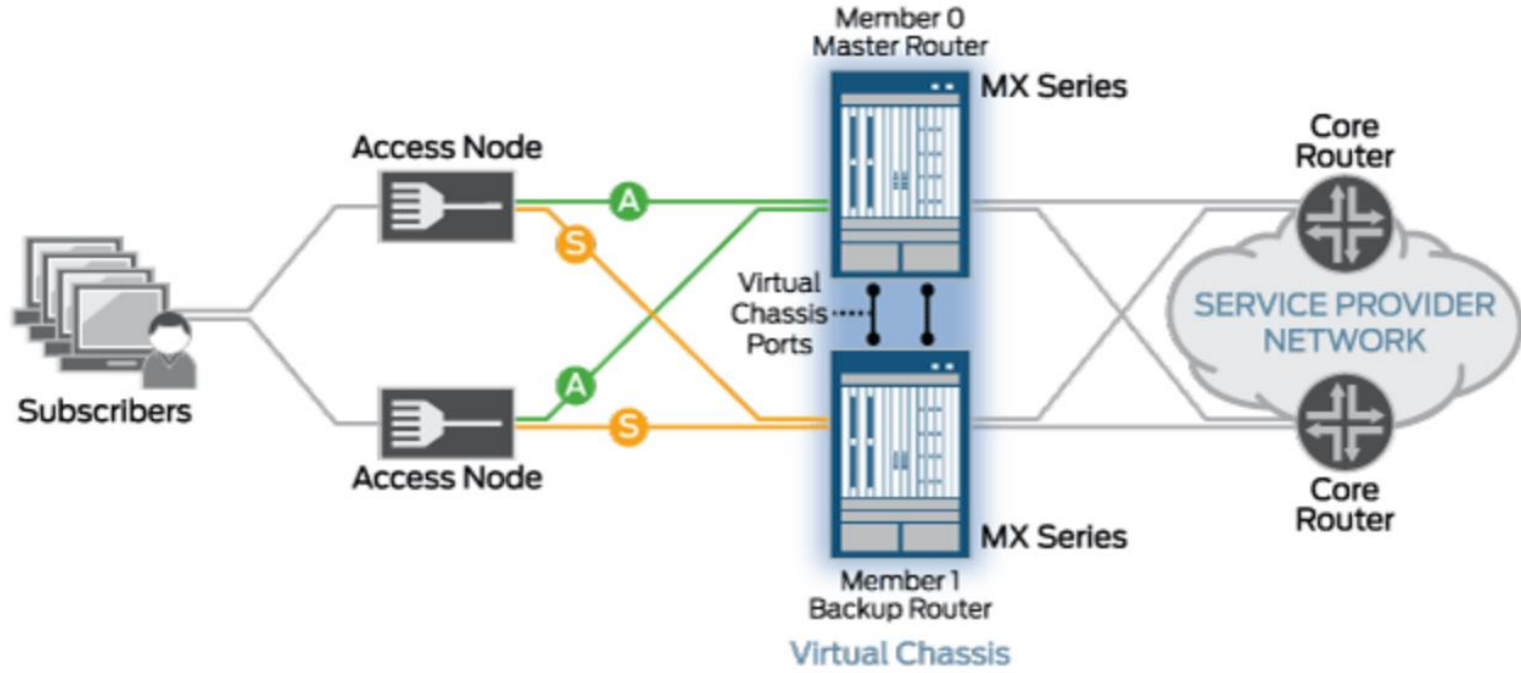 Member 0
Master Router
MX Series
Access Node
Core
Router
A
S
Virtual
Chassis
Ports
SERVICE PROVIDER
NETWORK
Subscribers
A
S
Access Node
Core
Router
MX Series
Member 1
Backup Router
Virtual Chassis